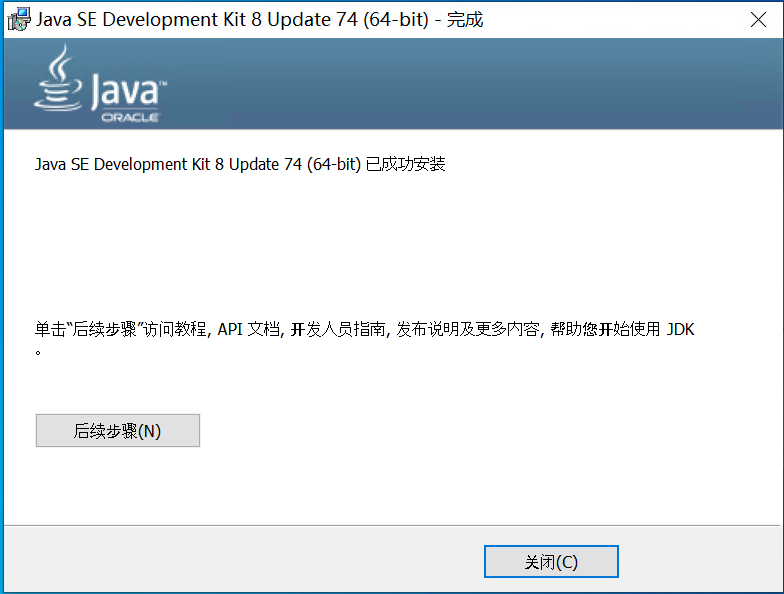 Java SE Development Kit 8 Update 74 (64-bit) - 完成
Java™
ORACLE
Java SE Development Kit 8 Update 74 (64-bit) 已成功安装
单击“后续步骤”访问教程, API 文档, 开发人员指南, 发布说明及更多内容, 帮助您开始使用 JDK
。
后续步骤(N)
关闭(C)